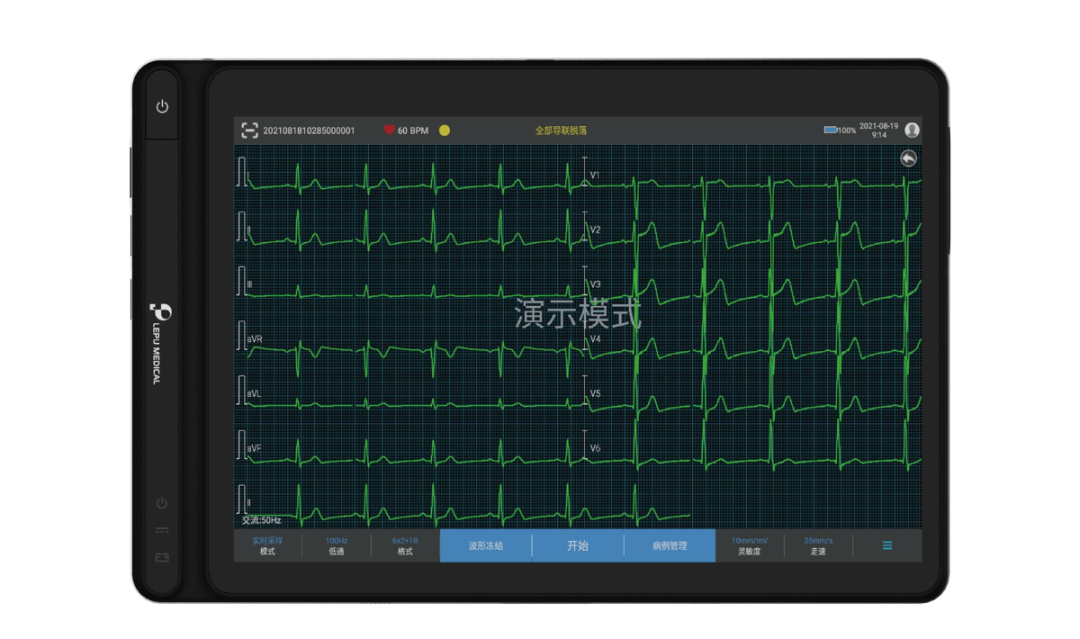 2021081810285000001
60 BPM
全部导联脱落
100%
2021-08-19
9:14
I
V1
II
V2
III
V3
演示模式
aVR
V4
aVL
V5
aVF
V6
II
交流:50Hz
LEPU MEDICAL
实时采样
模式
100Hz
低通
6x2+1R
格式
波形冻结
开始
病例管理
10mm/mV
灵敏度
25mm/s
走速